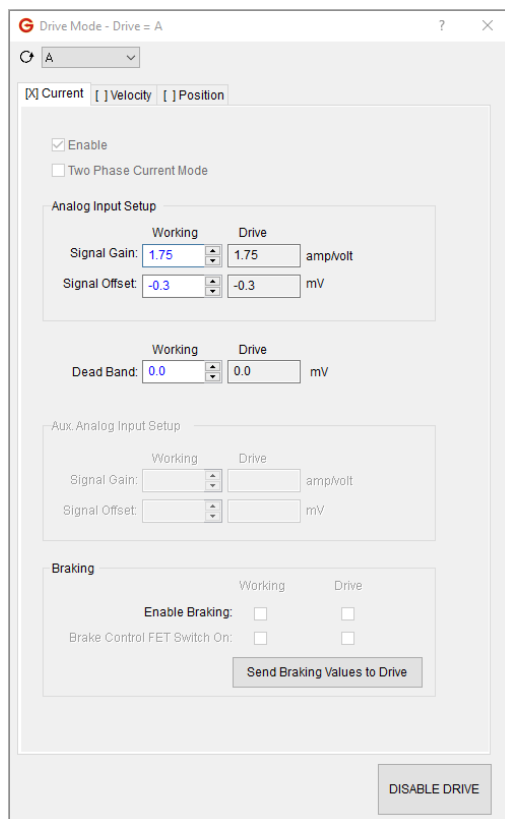 G Drive Mode - Drive = A ? ×
A
[X] Current [ ] Velocity [ ] Position
Enable
Two Phase Current Mode
Analog Input Setup
Working Drive
Signal Gain: 1.75 1.75 amp/volt
Signal Offset: -0.3 -0.3 mV
Working Drive
Dead Band: 0.0 0.0 mV
Aux. Analog Input Setup
Working Drive
Signal Gain: amp/volt
Signal Offset: mV
Braking
Working Drive
Enable Braking:
Brake Control FET Switch On:
Send Braking Values to Drive
DISABLE DRIVE